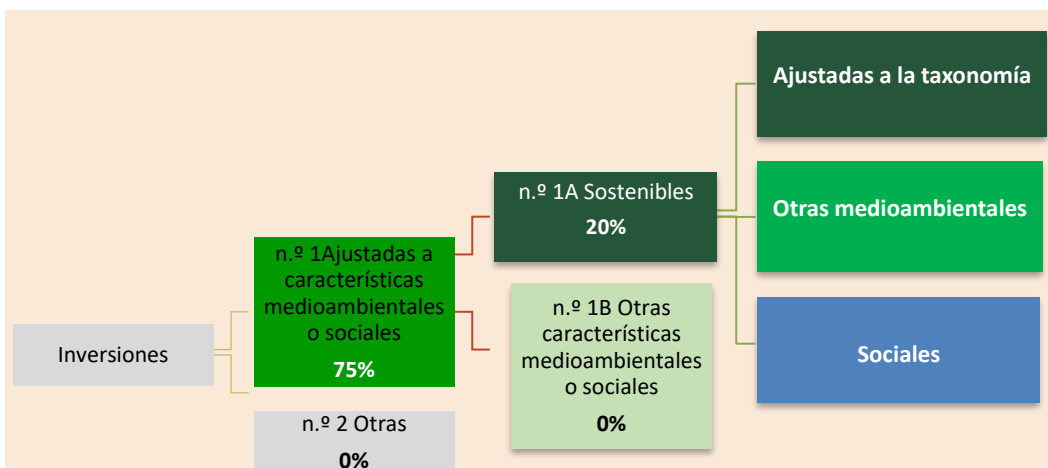 Inversiones
n.º 1Ajustadas a
características
medioambientales
o sociales
75%
n.º 2 Otras
0%
n.º 1A Sostenibles
20%
n.º 1B Otras
características
medioambientales
o sociales
0%
Ajustadas a la taxonomía
Otras medioambientales
Sociales